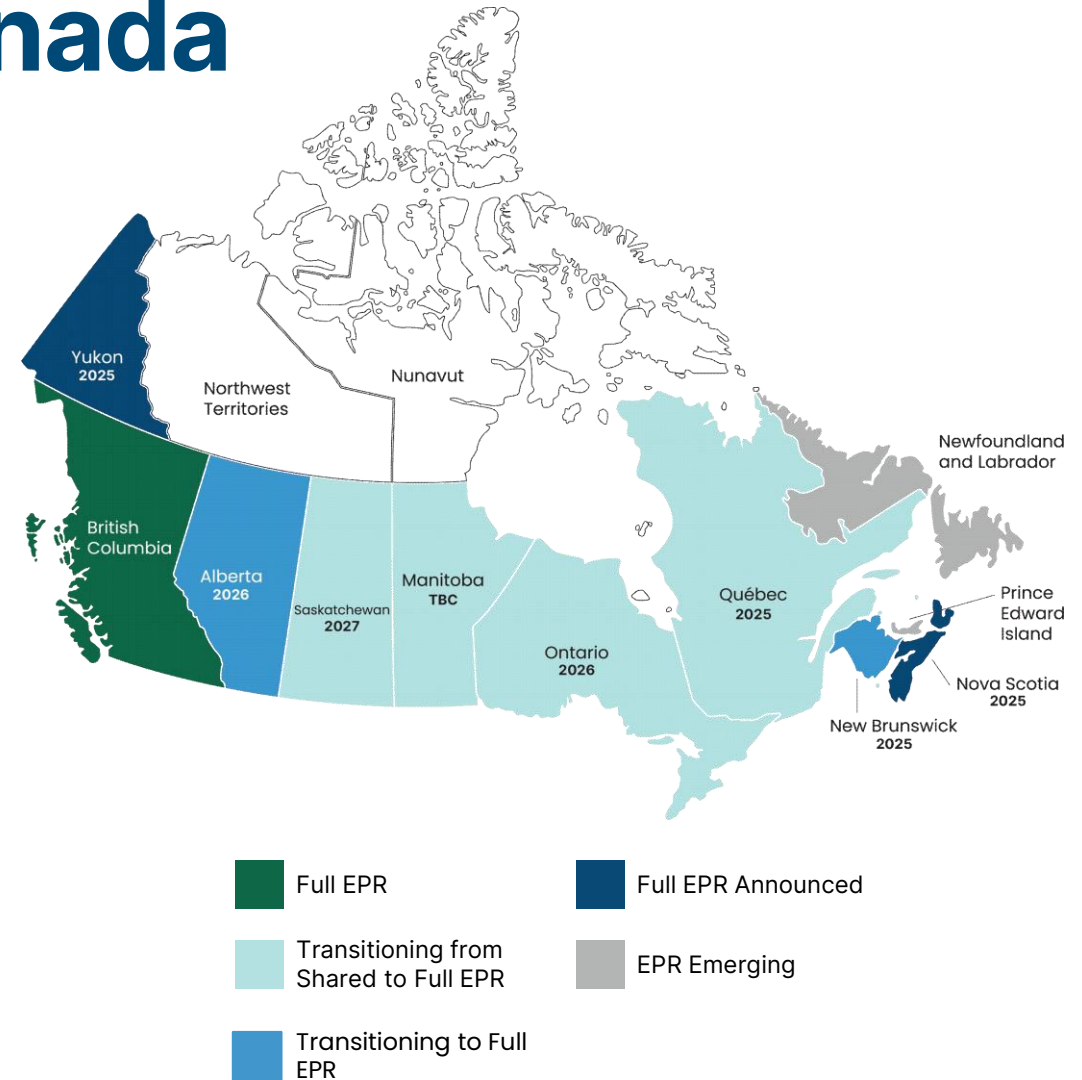 nada
Yukon
2025
Northwest
Territories
Nunavut
Newfoundland
and Labrador
British
Columbia
Alberta
2026
Saskatchewan
2027
Manitoba
TBC
Ontario
2026
Québec
2025
Prince
Edward
Island
Nova Scotia
2025
New Brunswick
2025
Full EPR
Full EPR Announced
Transitioning from
Shared to Full EPR
EPR Emerging
Transitioning to Full
EPR